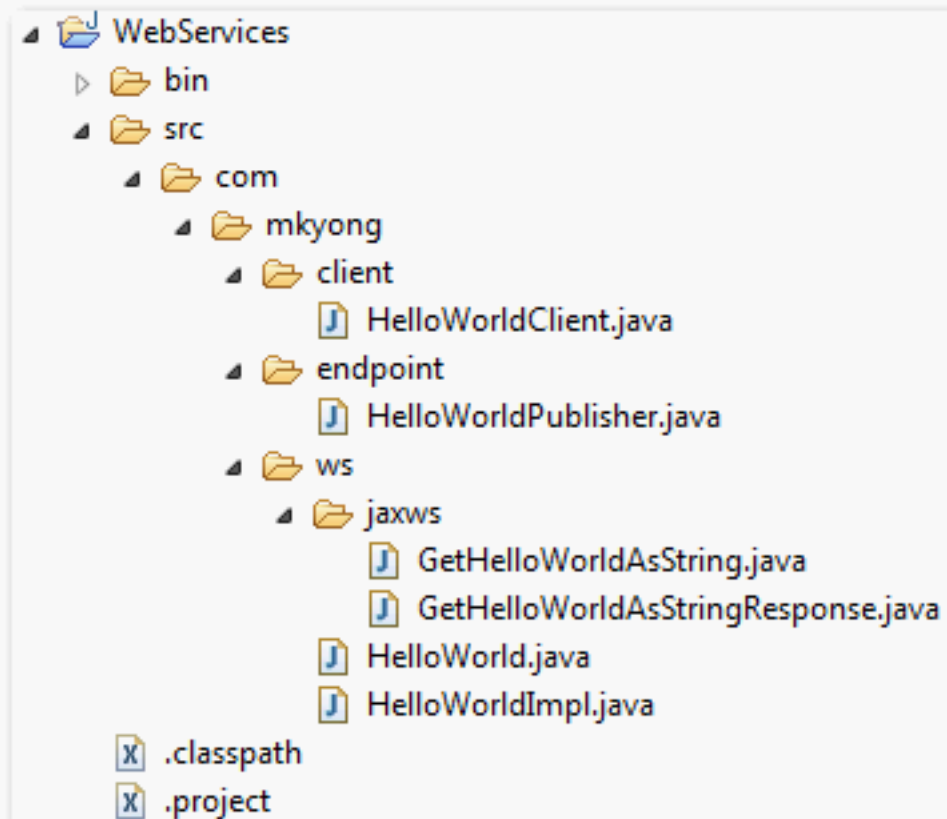 WebServices
bin
src
com
mkyong
client
HelloWorldClient.java
endpoint
HelloWorldPublisher.java
ws
jaxws
GetHelloWorldAsString.java
GetHelloWorldAsStringResponse.java
HelloWorld.java
HelloWorldImpl.java
.classpath
.project